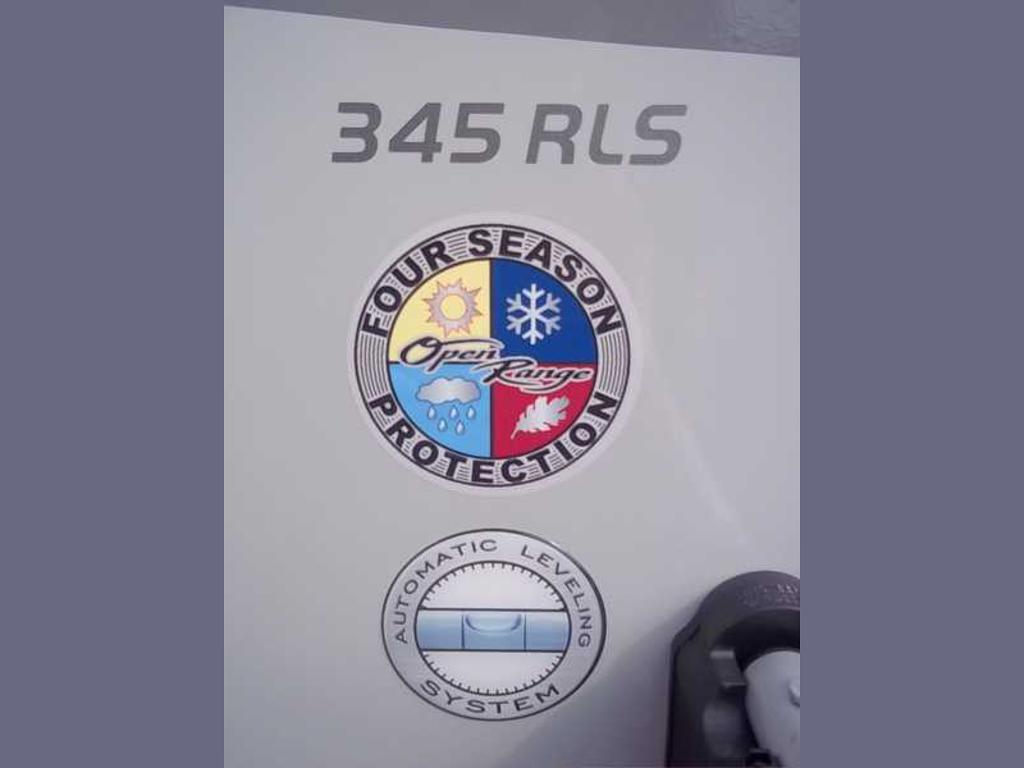 345 RLS
FOUR SEASON
Open
Range
PROTECTION
AUTOMATIC LEVELING
SYSTEM